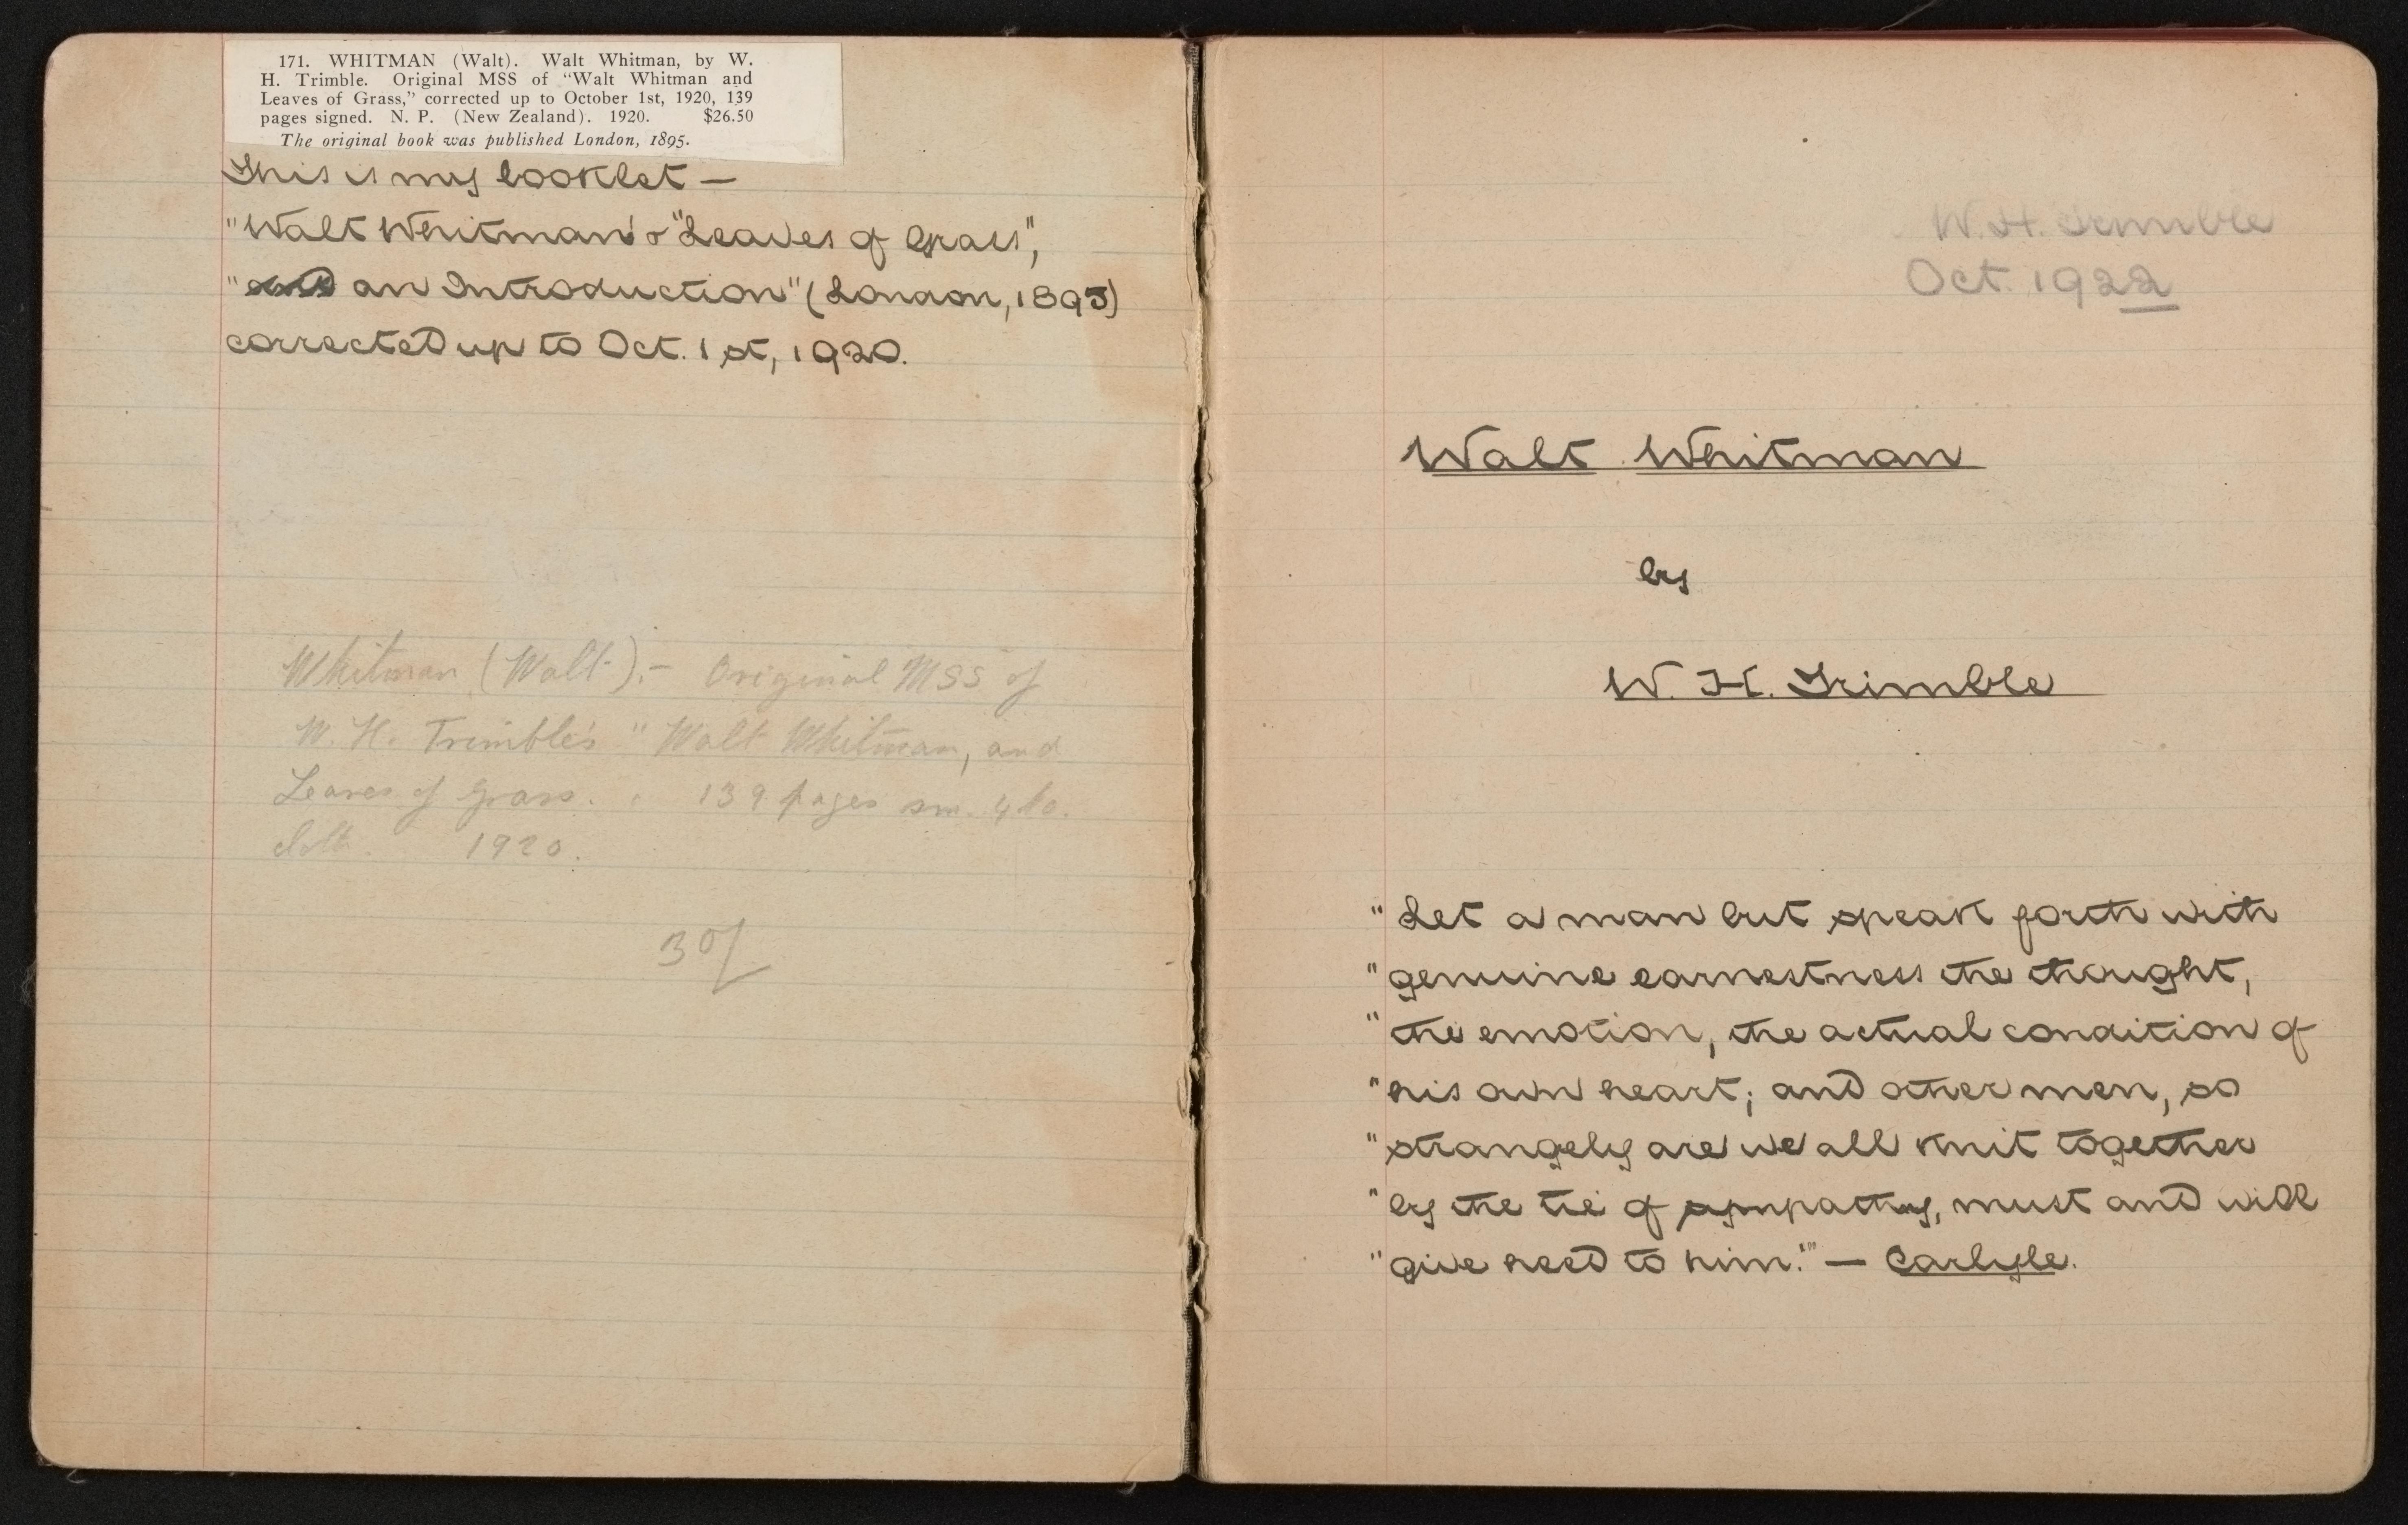 171. WHITMAN (Walt). Walt Whitman, by W.
H. Trimble. Original MSS of "Walt Whitman and
Leaves of Grass," corrected up to October 1st, 1920, 139
pages signed. N. P. (New Zealand). 1920. $26.50
The original book was published London, 1895.
This is my booklet —
"Walt Whitman & "Leaves of Grass",
" an Introduction" (London, 1895)
corrected up to Oct. 1st, 1920.
Whitman (Walt).— Original MSS of
W. H. Trimble's "Walt Whitman, and
Leaves of Grass. 139 pages sm. 4to.
cloth. 1920.
30/
W. H. Trimble
Oct. 1922
Walt Whitman
by
W. H. Trimble
"Let a man but speak forth with
"genuine earnestness the thought,
"the emotion, the actual condition of
"his own heart; and other men, so
"strangely are we all knit together
"by the tie of sympathy, must and will
"give heed to him." — Carlyle.